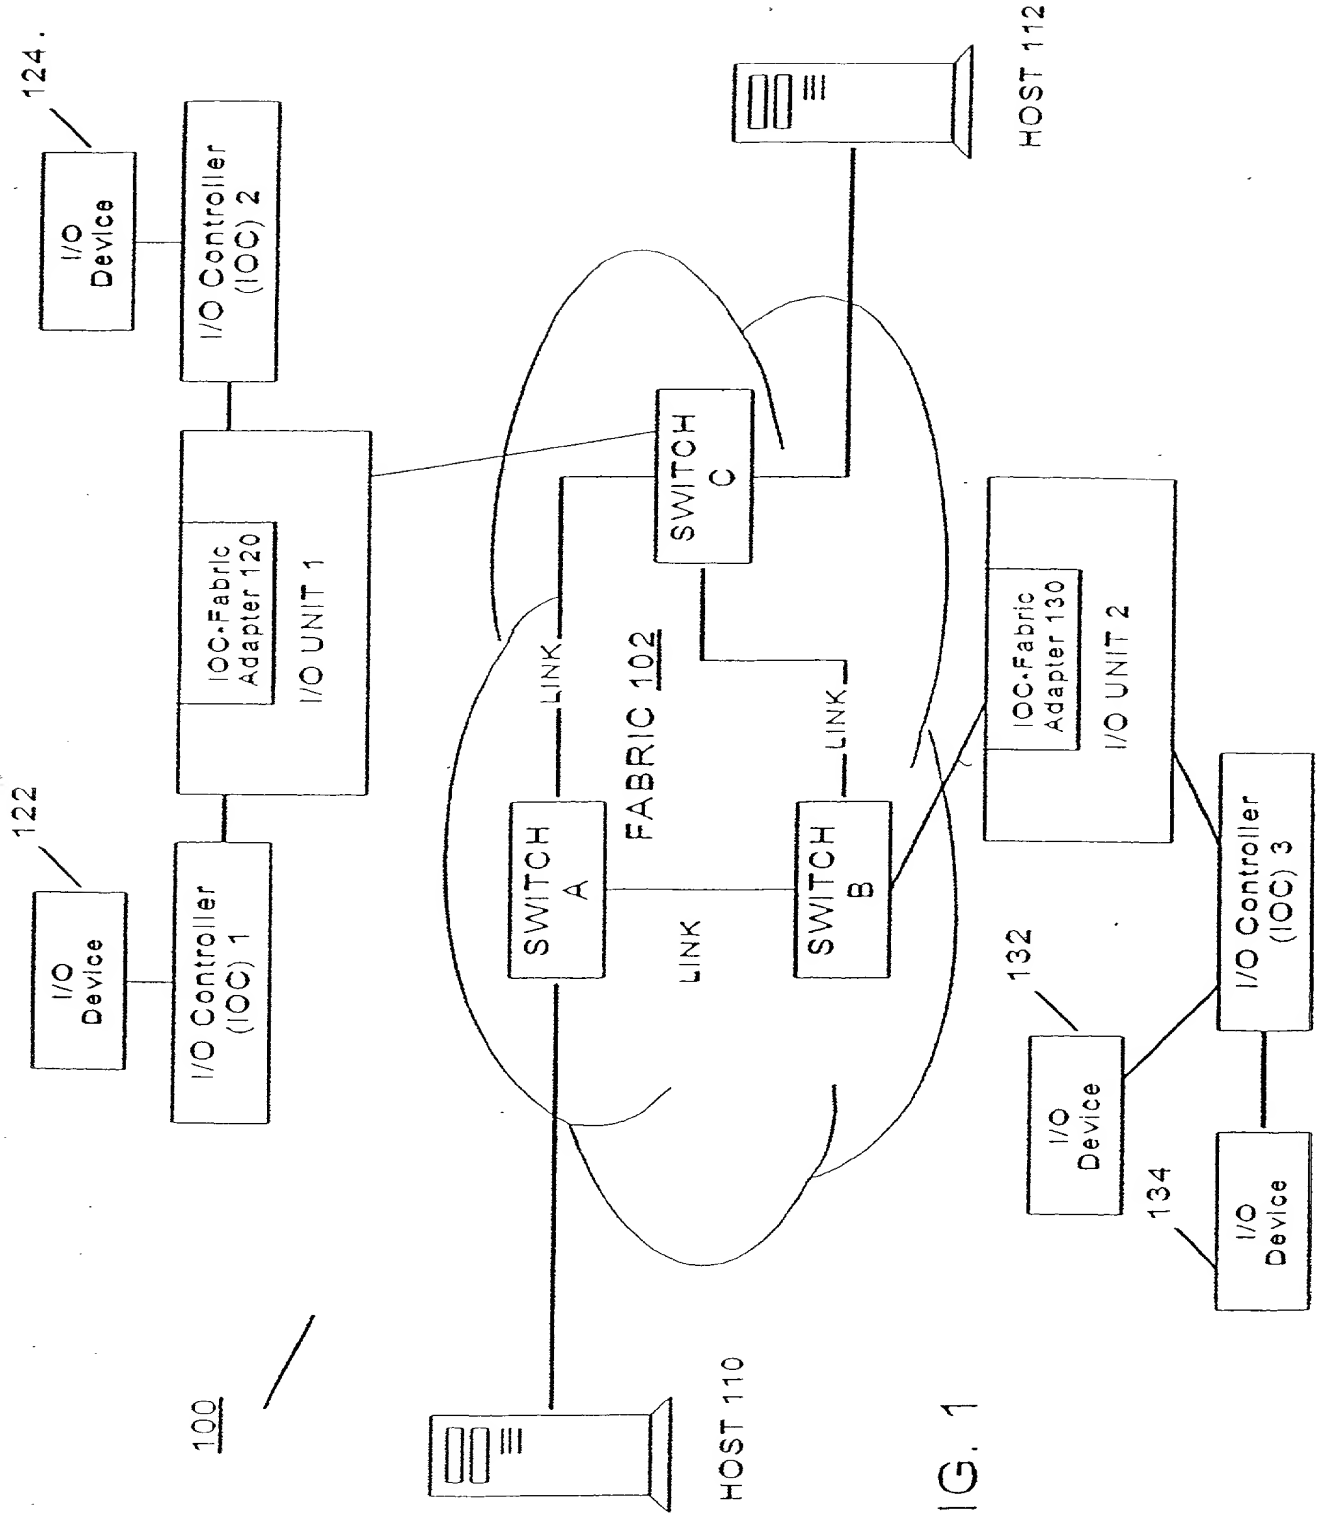 100
122
124.
I/O
Device
I/O
Device
I/O Controller
(IOC) 1
IOC-Fabric
Adapter 120
I/O UNIT 1
I/O Controller
(IOC) 2
HOST 110
SWITCH
A
LINK
SWITCH
C
FABRIC 102
LINK
SWITCH
B
LINK
HOST 112
IOC-Fabric
Adapter 130
I/O UNIT 2
132
134
I/O
Device
I/O
Device
I/O Controller
(IOC) 3
IG. 1